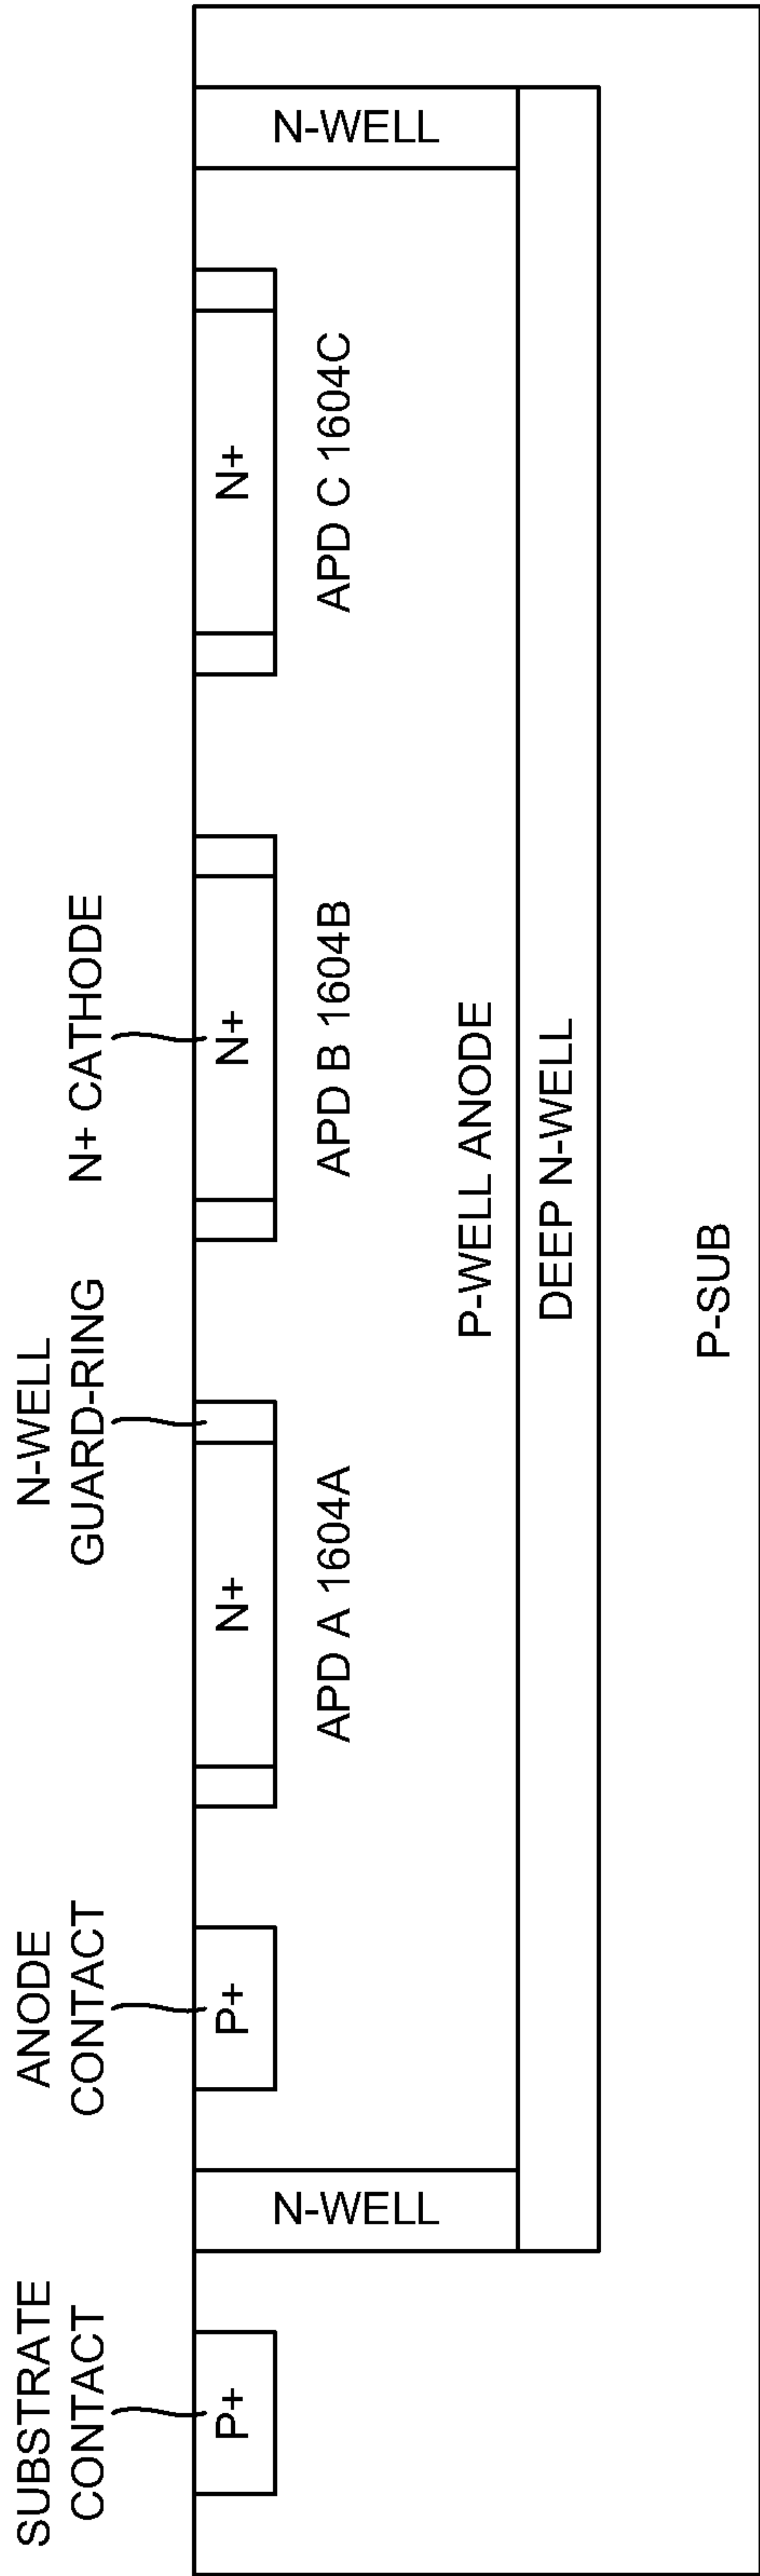 SUBSTRATE
CONTACT
ANODE
CONTACT
N-WELL
GUARD-RING
N+ CATHODE
P+
N-WELL
P+
N+
N+
N+
N-WELL
APD A 1604A
APD B 1604B
APD C 1604C
P-WELL ANODE
DEEP N-WELL
P-SUB